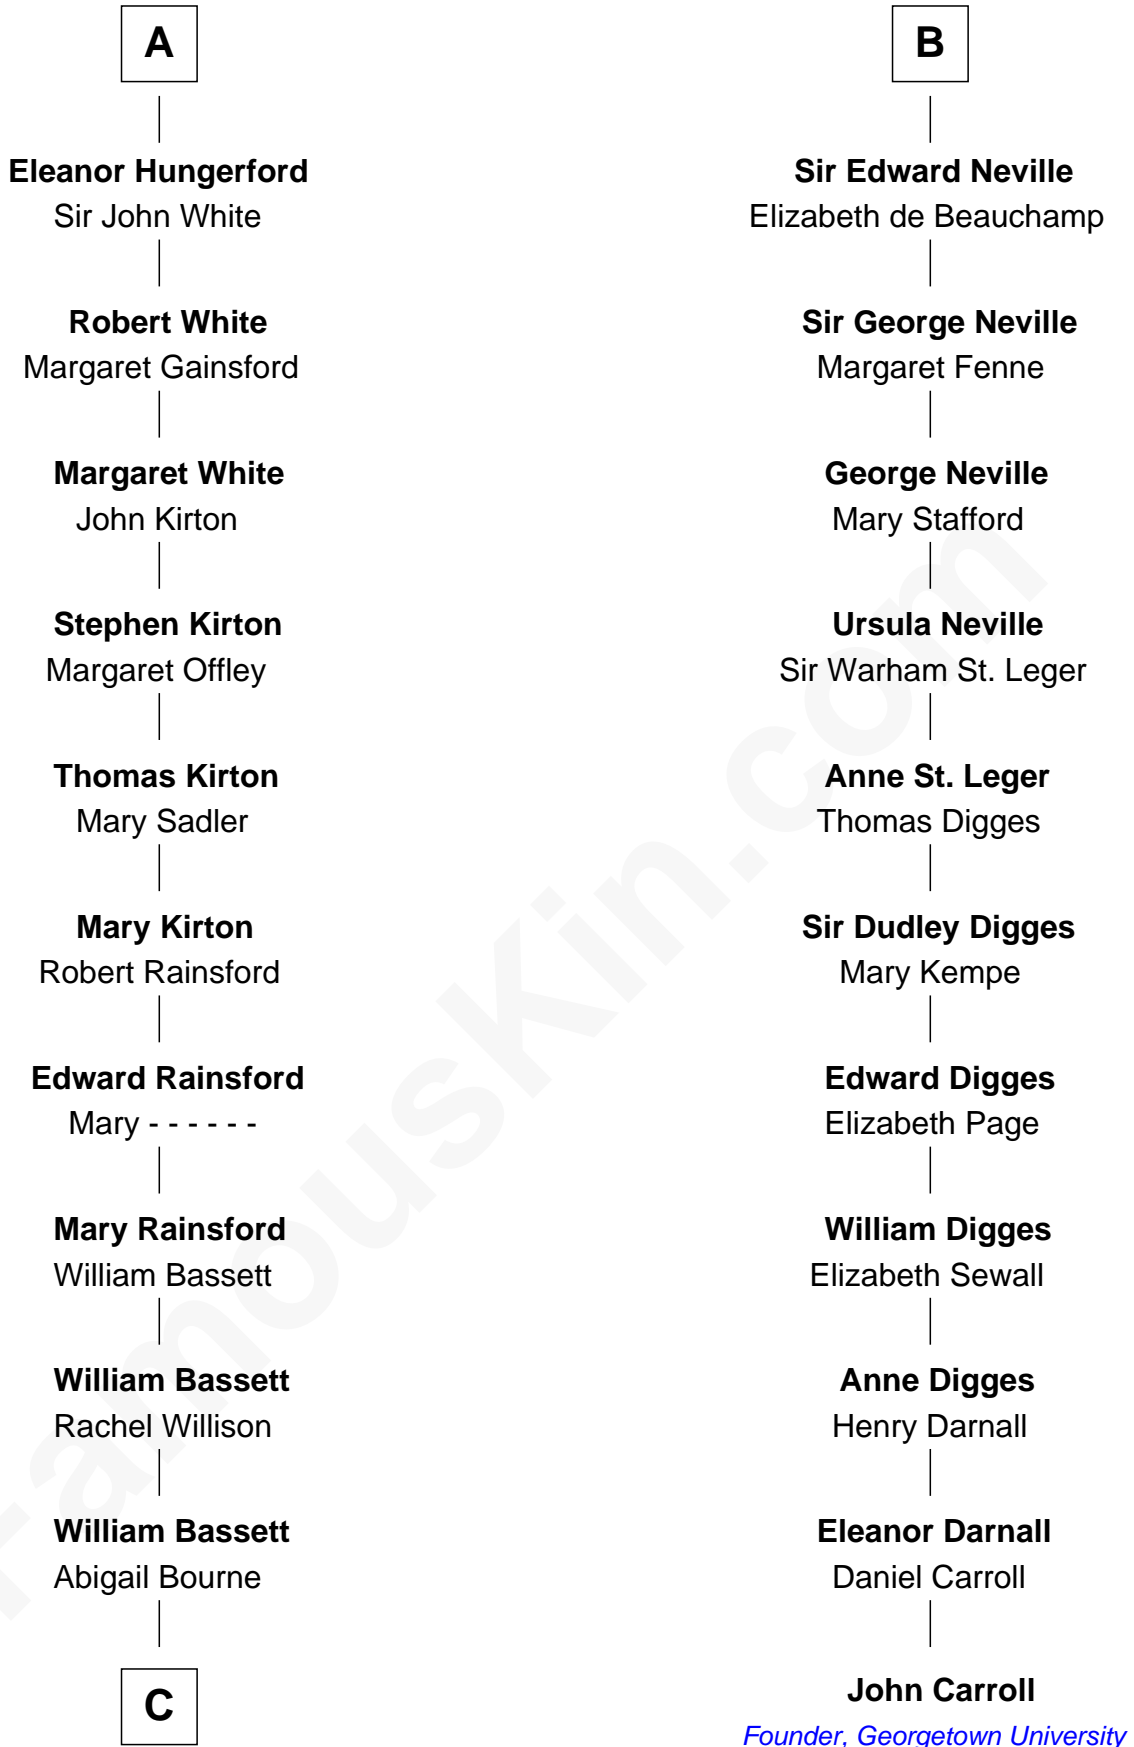 A
Eleanor Hungerford
Sir John White
Robert White
Margaret Gainsford
Margaret White
John Kirton
Stephen Kirton
Margaret Offley
Thomas Kirton
Mary Sadler
Mary Kirton
Robert Rainsford
Edward Rainsford
Mary - - - - - -
Mary Rainsford
William Bassett
William Bassett
Rachel Willison
William Bassett
Abigail Bourne
C
B
Sir Edward Neville
Elizabeth de Beauchamp
Sir George Neville
Margaret Fenne
George Neville
Mary Stafford
Ursula Neville
Sir Warham St. Leger
Anne St. Leger
Thomas Digges
Sir Dudley Digges
Mary Kempe
Edward Digges
Elizabeth Page
William Digges
Elizabeth Sewall
Anne Digges
Henry Darnall
Eleanor Darnall
Daniel Carroll
John Carroll
Founder, Georgetown University
FamousKin.com